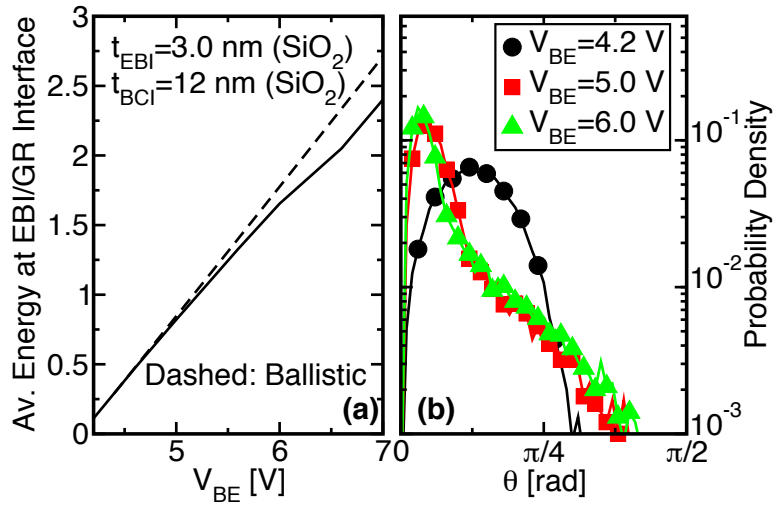 3
2.5
2
1.5
1
0.5
0
Av. Energy at EBI/GR Interface
t_EBI=3.0 nm (SiO₂)
t_BCI=12 nm (SiO₂)
Dashed: Ballistic
(a)
5 6 7
V_BE [V]
V_BE=4.2 V
V_BE=5.0 V
V_BE=6.0 V
(b)
0 π/4 π/2
θ [rad]
10⁻¹
10⁻²
10⁻³
Probability Density